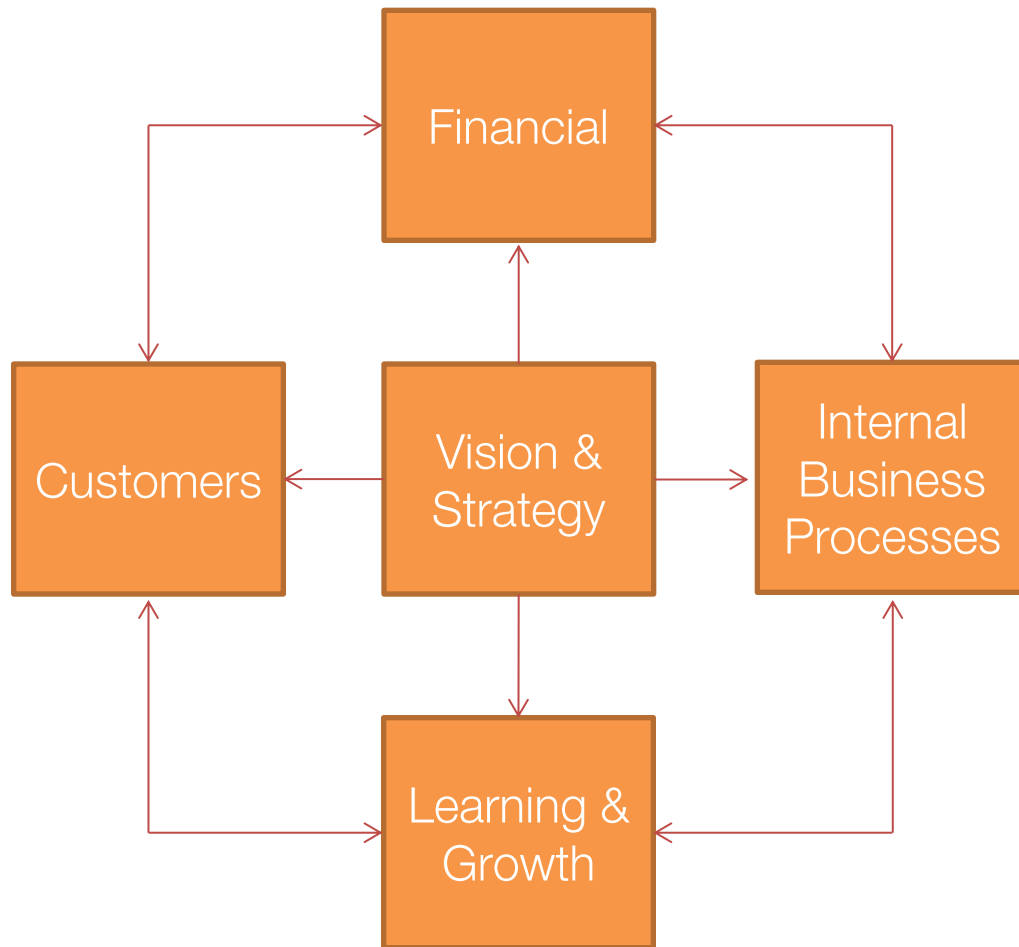 Financial
Customers
Vision &
Strategy
Internal
Business
Processes
Learning &
Growth